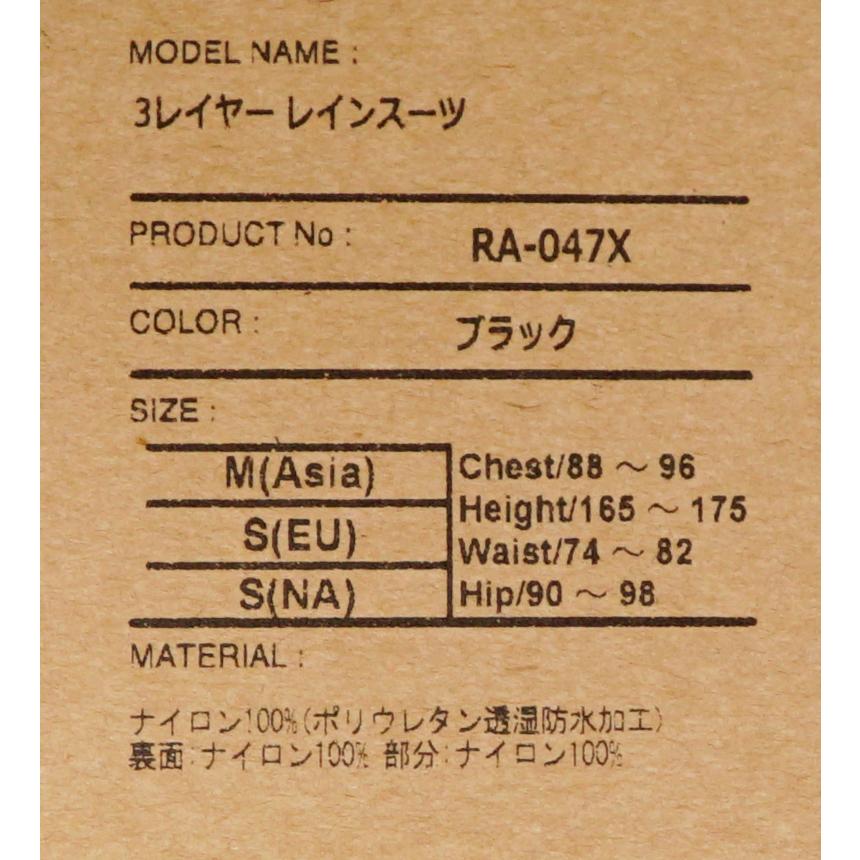 MODEL NAME :
3レイヤー レインスーツ
PRODUCT No : RA-047X
COLOR : ブラック
SIZE :
M(Asia)
S(EU)
S(NA)
Chest/88 ～ 96
Height/165 ～ 175
Waist/74 ～ 82
Hip/90 ～ 98
MATERIAL :
ナイロン100%(ポリウレタン透湿防水加工)
裏面:ナイロン100% 部分:ナイロン100%